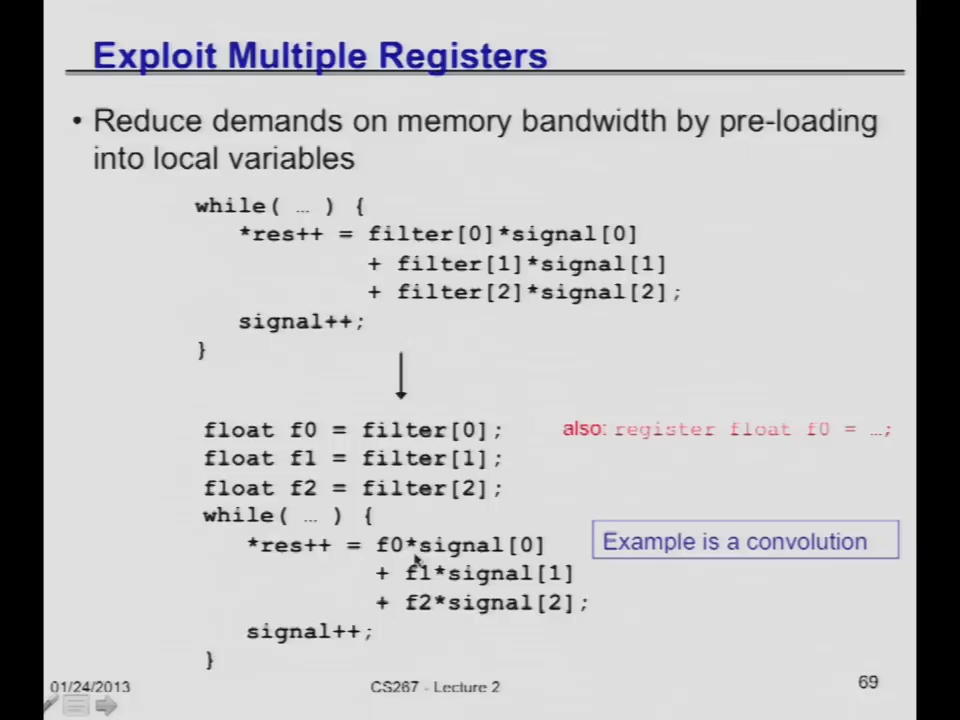 Exploit Multiple Registers
• Reduce demands on memory bandwidth by pre-loading
into local variables
while( … ) {
*res++ = filter[0]*signal[0]
+ filter[1]*signal[1]
+ filter[2]*signal[2];
signal++;
}
float f0 = filter[0];
also: register float f0 = …;
float f1 = filter[1];
float f2 = filter[2];
while( … ) {
*res++ = f0*signal[0]
Example is a convolution
+ f1*signal[1]
+ f2*signal[2];
signal++;
}
01/24/2013
CS267 - Lecture 2
69